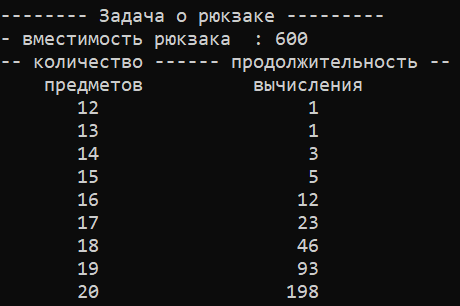 -------- Задача о рюкзаке ---------
- вместимость рюкзака  : 600
-- количество ------ продолжительность --
    предметов          вычисления
       12                   1
       13                   1
       14                   3
       15                   5
       16                  12
       17                  23
       18                  46
       19                  93
       20                 198